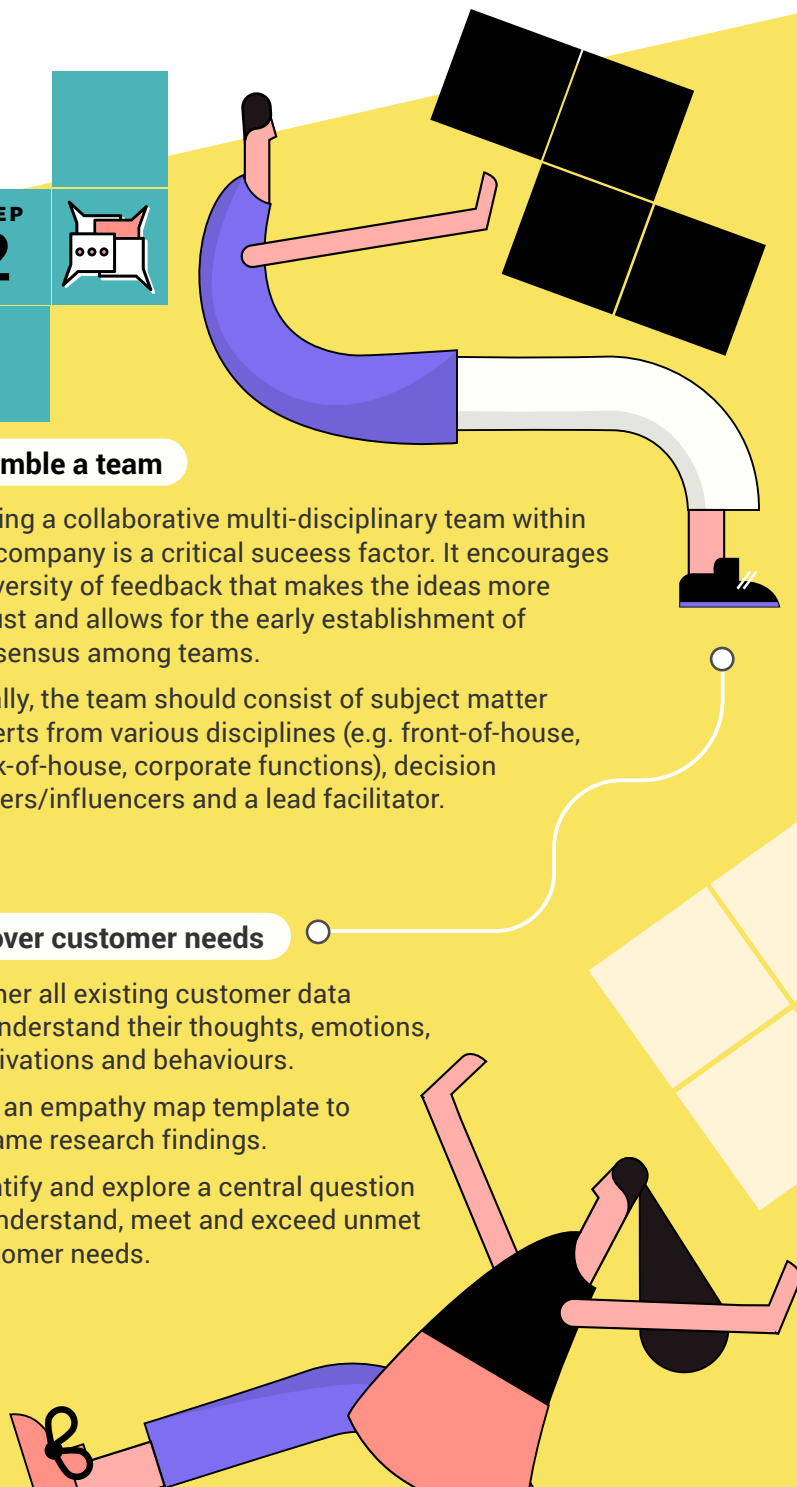 EP
2
mble a team
ing a collaborative multi-disciplinary team within
company is a critical suceess factor. It encourages
versity of feedback that makes the ideas more
ust and allows for the early establishment of
sensus among teams.
ally, the team should consist of subject matter
erts from various disciplines (e.g. front-of-house,
k-of-house, corporate functions), decision
ers/influencers and a lead facilitator.
over customer needs
her all existing customer data
nderstand their thoughts, emotions,
ivations and behaviours.
an empathy map template to
ame research findings.
ntify and explore a central question
nderstand, meet and exceed unmet
tomer needs.